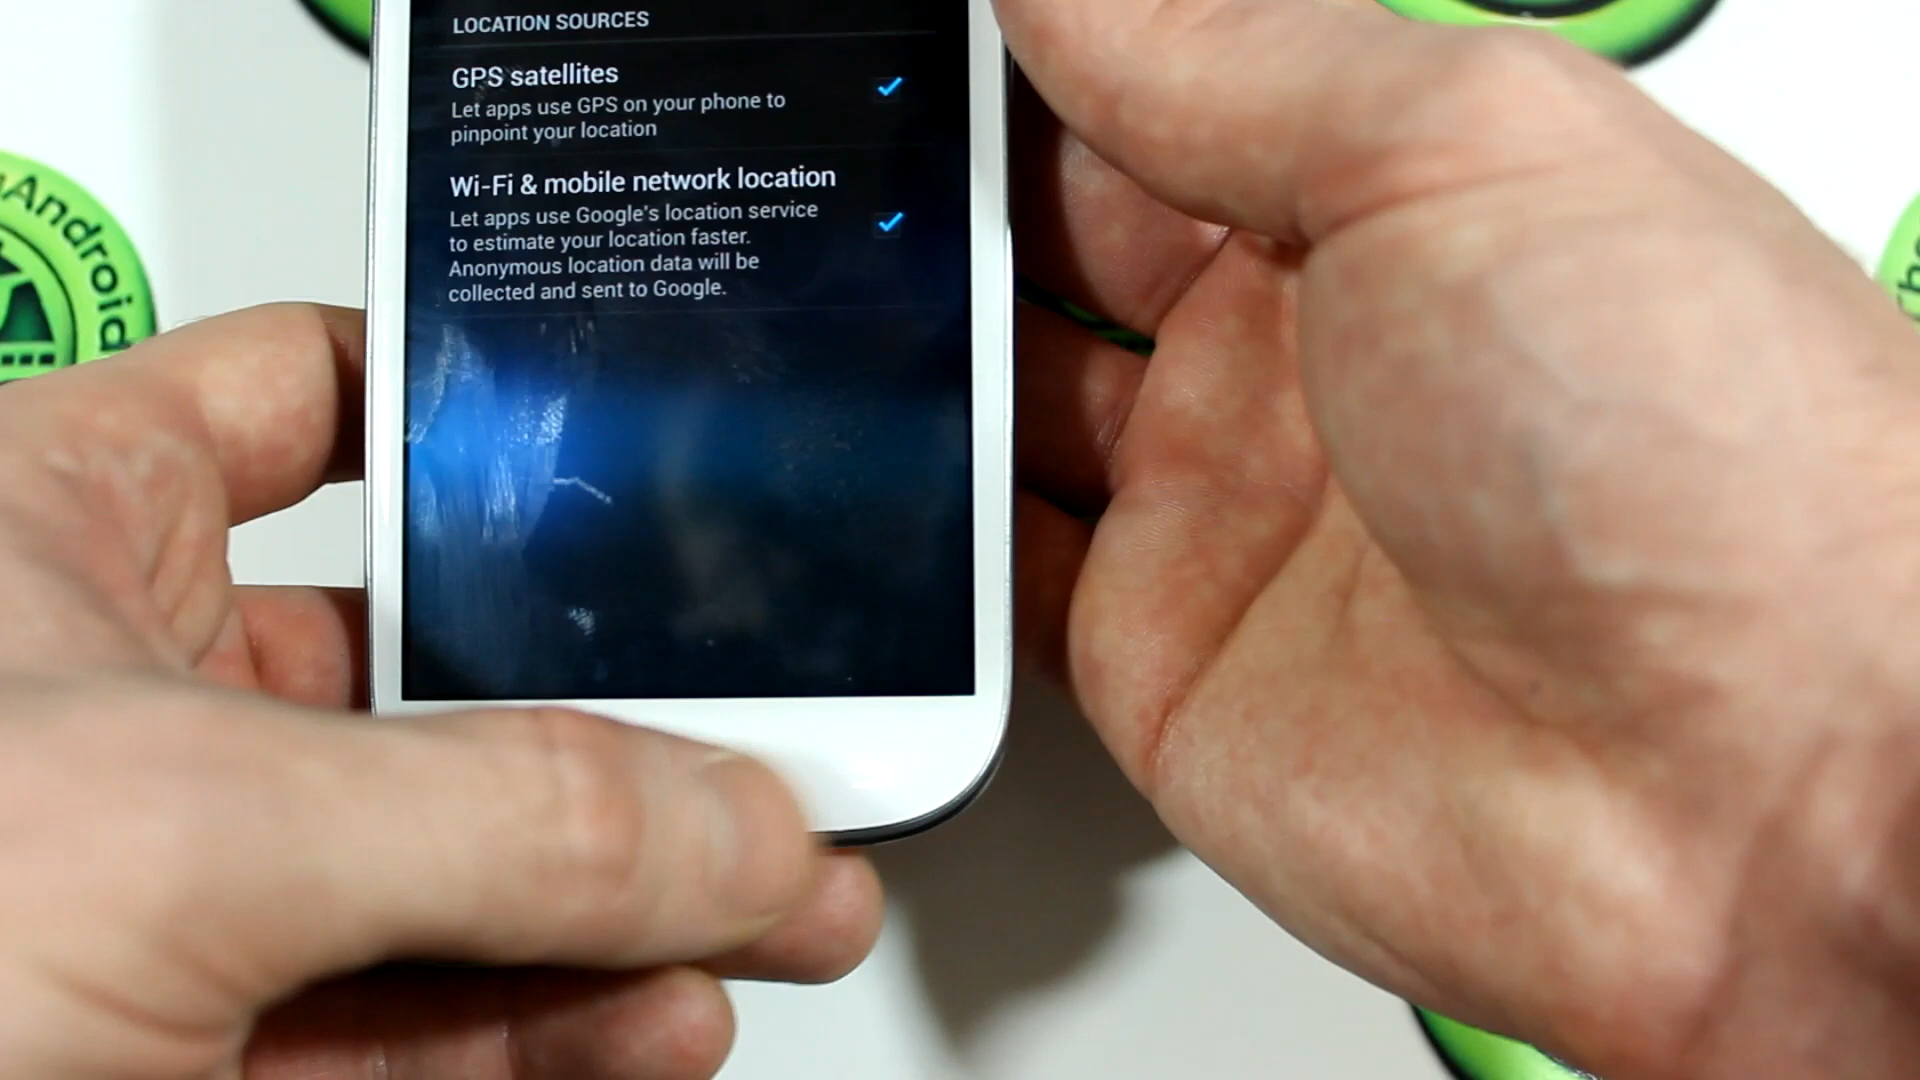 LOCATION SOURCES
GPS satellites
Let apps use GPS on your phone to
pinpoint your location
Wi-Fi & mobile network location
Let apps use Google's location service
to estimate your location faster.
Anonymous location data will be
collected and sent to Google.
Android